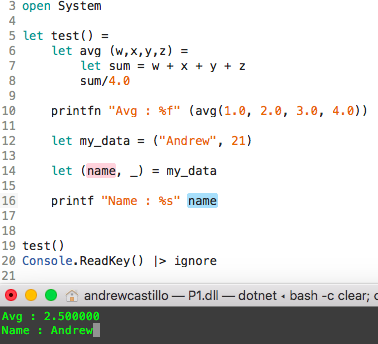 3 open System
4
5 let test() =
6     let avg (w,x,y,z) =
7         let sum = w + x + y + z
8         sum/4.0
9
10     printfn "Avg : %f" (avg(1.0, 2.0, 3.0, 4.0))
11
12     let my_data = ("Andrew", 21)
13
14     let (name, _) = my_data
15
16     printf "Name : %s" name
17
18
19 test()
20 Console.ReadKey() |> ignore
21
andrewcastillo — P1.dll — dotnet ◂ bash -c clear; c
Avg : 2.500000
Name : Andrew